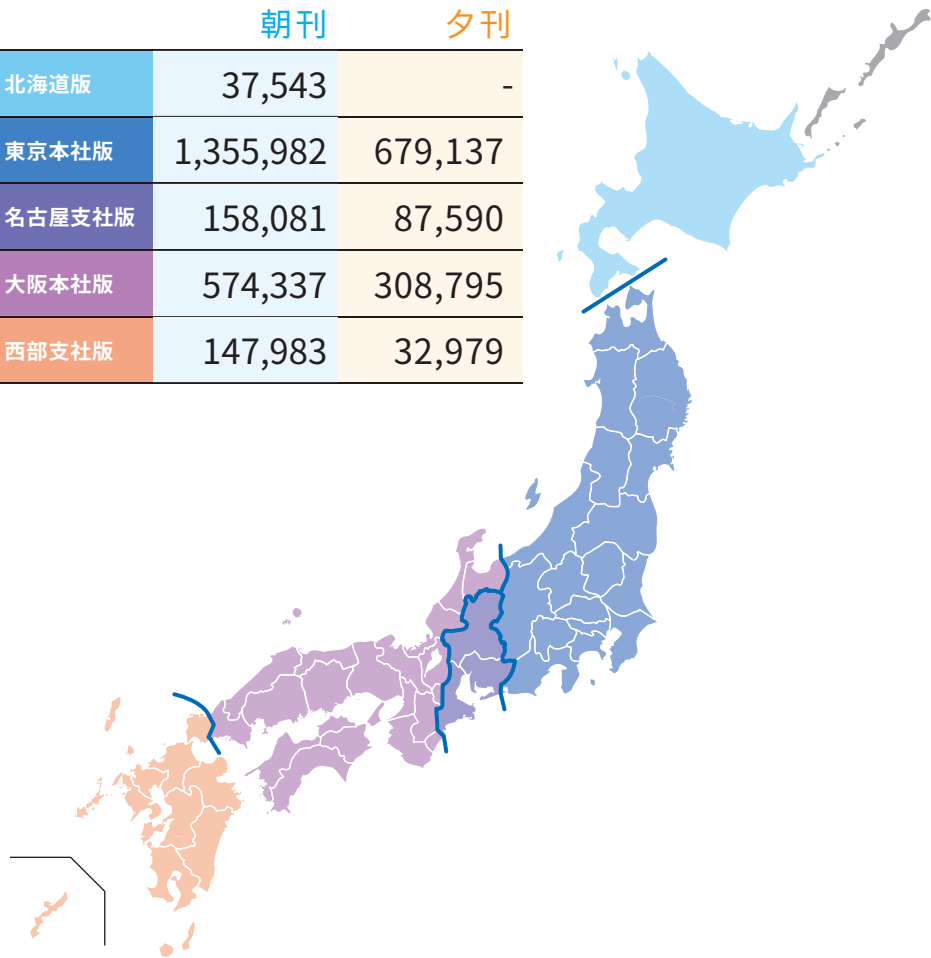 朝刊 夕刊
北海道版 37,543 -
東京本社版 1,355,982 679,137
名古屋支社版 158,081 87,590
大阪本社版 574,337 308,795
西部支社版 147,983 32,979